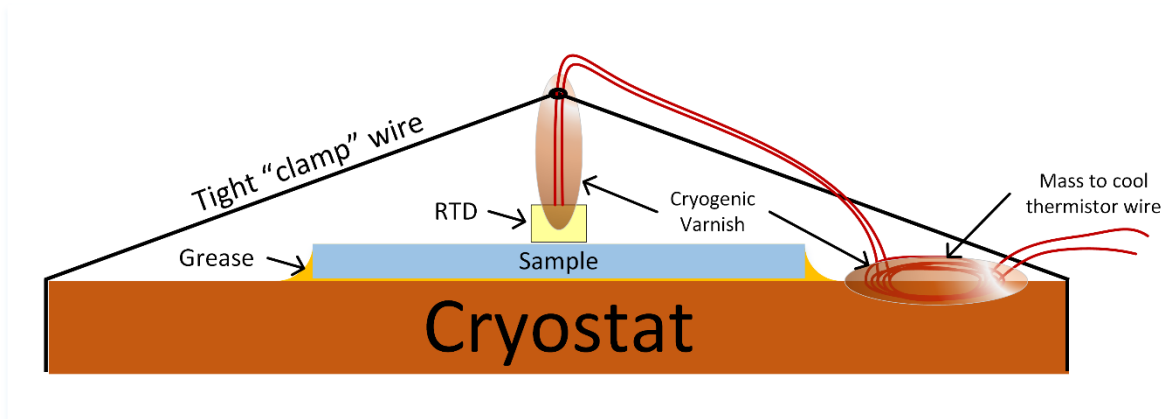 Tight "clamp" wire
RTD
Cryogenic
Varnish
Mass to cool
thermistor wire
Grease
Sample
Cryostat